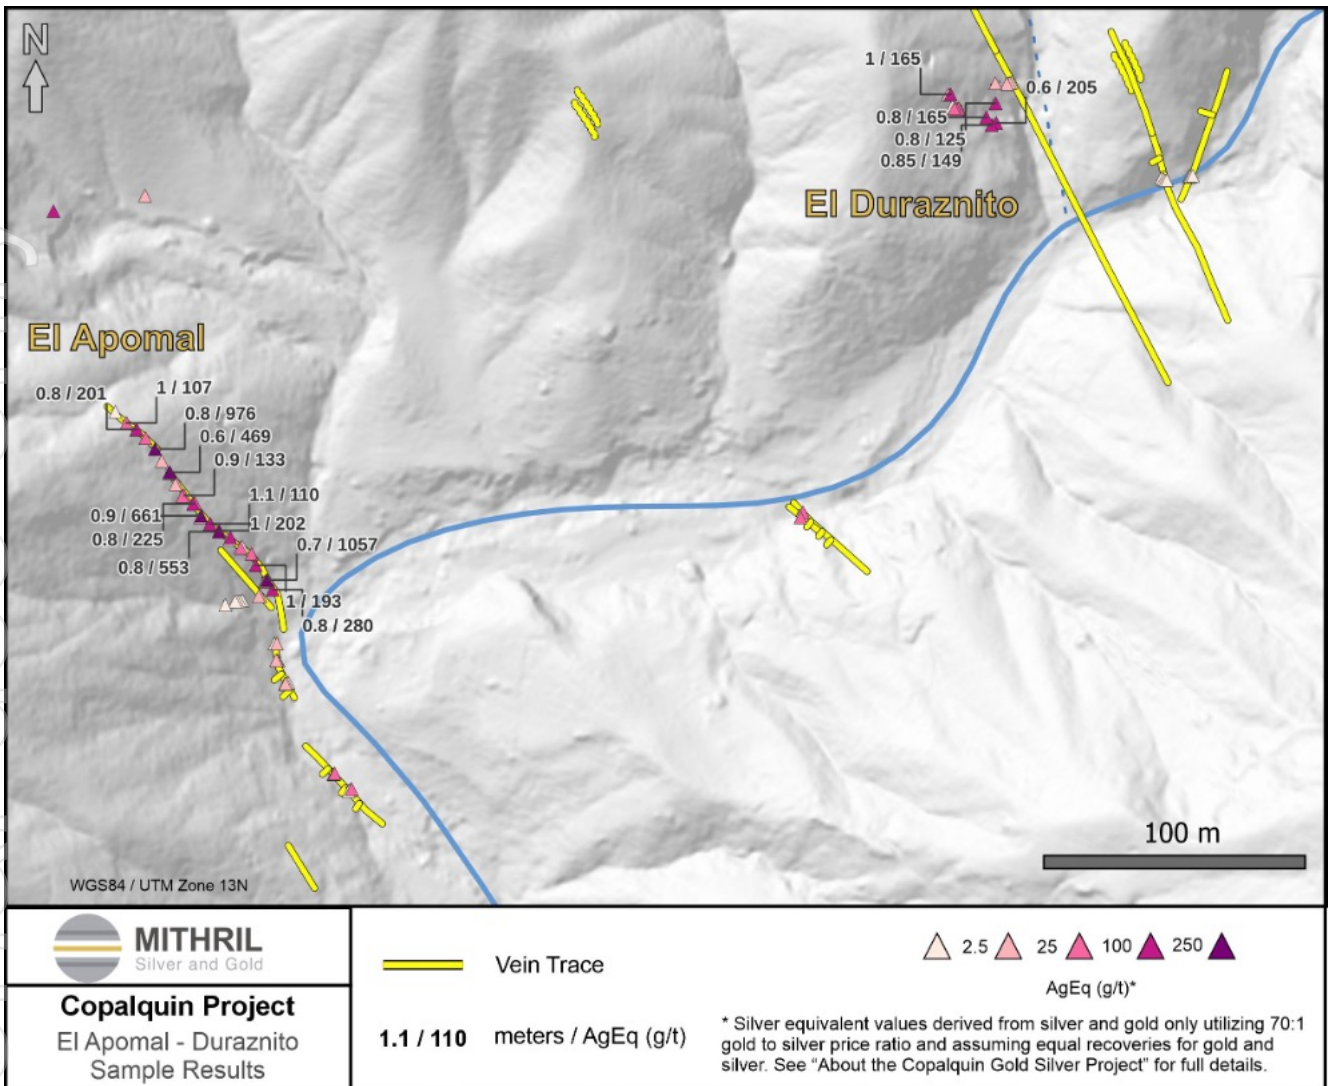 N
1 / 165
0.6 / 205
0.8 / 165
0.8 / 125
0.85 / 149
El Duraznito
El Apomal
0.8 / 201
1 / 107
0.8 / 976
0.6 / 469
0.9 / 133
1.1 / 110
0.9 / 661
1 / 202
0.8 / 225
0.7 / 1057
0.8 / 553
1 / 193
0.8 / 280
100 m
WGS84 / UTM Zone 13N
MITHRIL
Silver and Gold
Copalquin Project
El Apomal - Duraznito
Sample Results
Vein Trace
1.1 / 110 meters / AgEq (g/t)
2.5 25 100 250
AgEq (g/t)*
* Silver equivalent values derived from silver and gold only utilizing 70:1
gold to silver price ratio and assuming equal recoveries for gold and
silver. See “About the Copalquin Gold Silver Project” for full details.